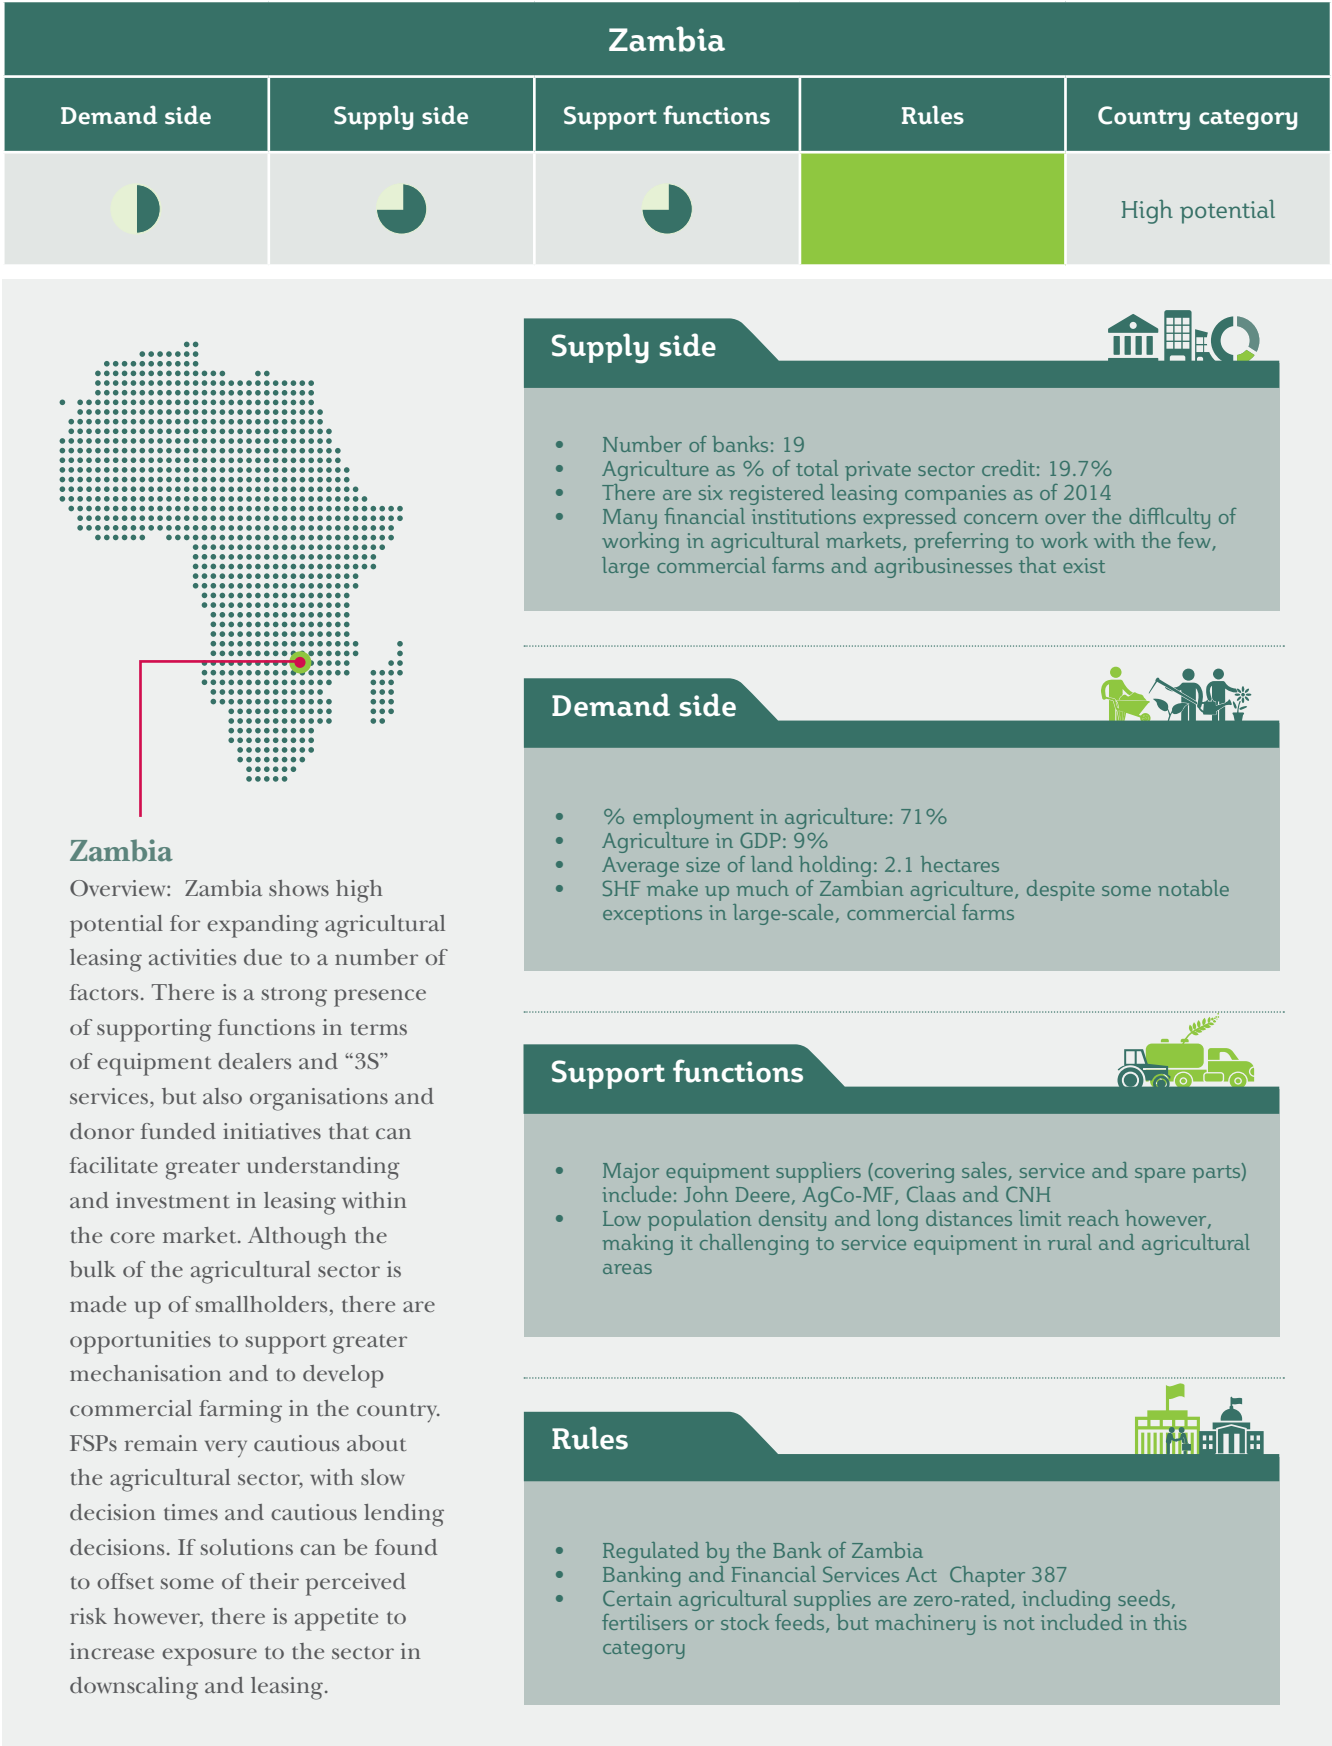 Zambia
Demand side
Supply side
Support functions
Rules
Country category
High potential
Zambia
Overview:  Zambia shows high
potential for expanding agricultural
leasing activities due to a number of
factors. There is a strong presence
of supporting functions in terms
of equipment dealers and “3S”
services, but also organisations and
donor funded initiatives that can
facilitate greater understanding
and investment in leasing within
the core market. Although the
bulk of the agricultural sector is
made up of smallholders, there are
opportunities to support greater
mechanisation and to develop
commercial farming in the country.
FSPs remain very cautious about
the agricultural sector, with slow
decision times and cautious lending
decisions. If solutions can be found
to offset some of their perceived
risk however, there is appetite to
increase exposure to the sector in
downscaling and leasing.
Supply side
• Number of banks: 19
• Agriculture as % of total private sector credit: 19.7%
• There are six registered leasing companies as of 2014
• Many financial institutions expressed concern over the difflculty of
working in agricultural markets, preferring to work with the few,
large commercial farms and agribusinesses that exist
Demand side
• % employment in agriculture: 71%
• Agriculture in GDP: 9%
• Average size of land holding: 2.1 hectares
• SHF make up much of Zambian agriculture, despite some notable
exceptions in large-scale, commercial farms
Support functions
• Major equipment suppliers (covering sales, service and spare parts)
include: John Deere, AgCo-MF, Claas and CNH
• Low population density and long distances limit reach however,
making it challenging to service equipment in rural and agricultural
areas
Rules
• Regulated by the Bank of Zambia
• Banking and Financial Services Act  Chapter 387
• Certain agricultural supplies are zero-rated, including seeds,
fertilisers or stock feeds, but machinery is not included in this
category